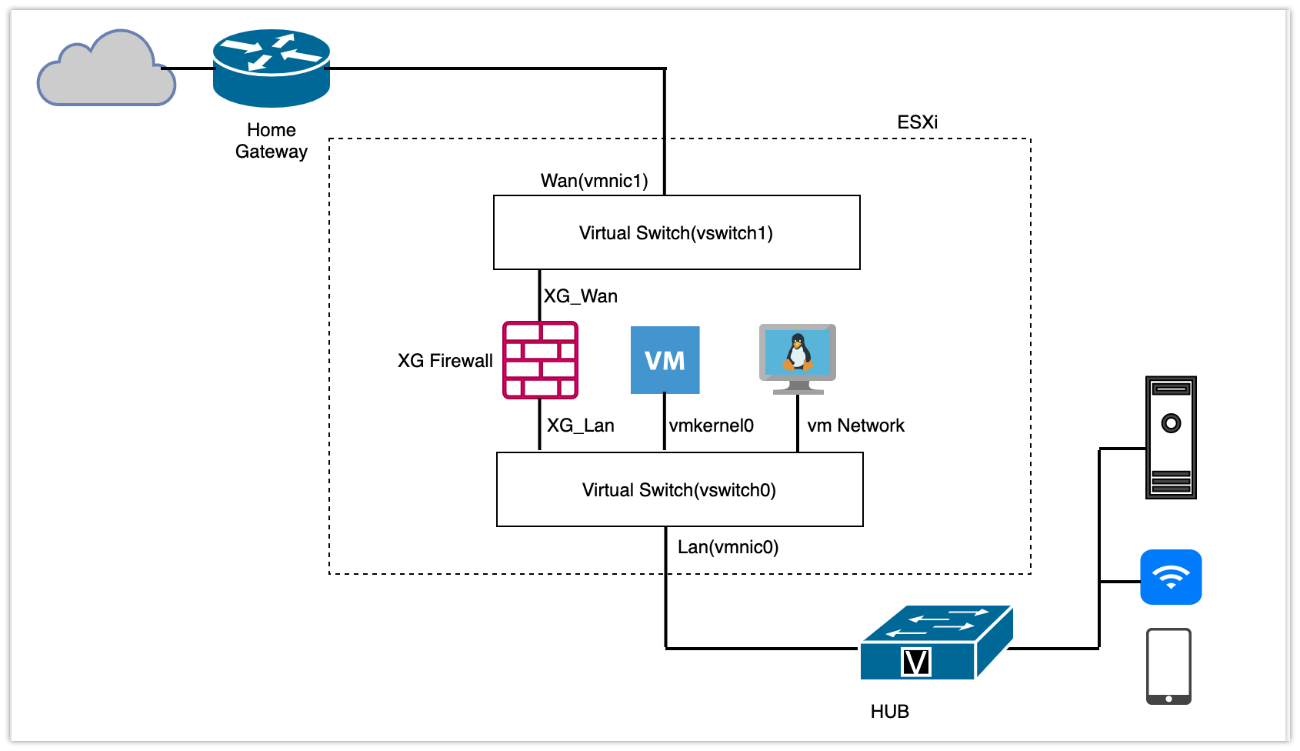 Home
Gateway
ESXi
Wan(vmnic1)
Virtual Switch(vswitch1)
XG_Wan
XG Firewall
VM
XG_Lan
vmkernel0
vm Network
Virtual Switch(vswitch0)
Lan(vmnic0)
V
HUB